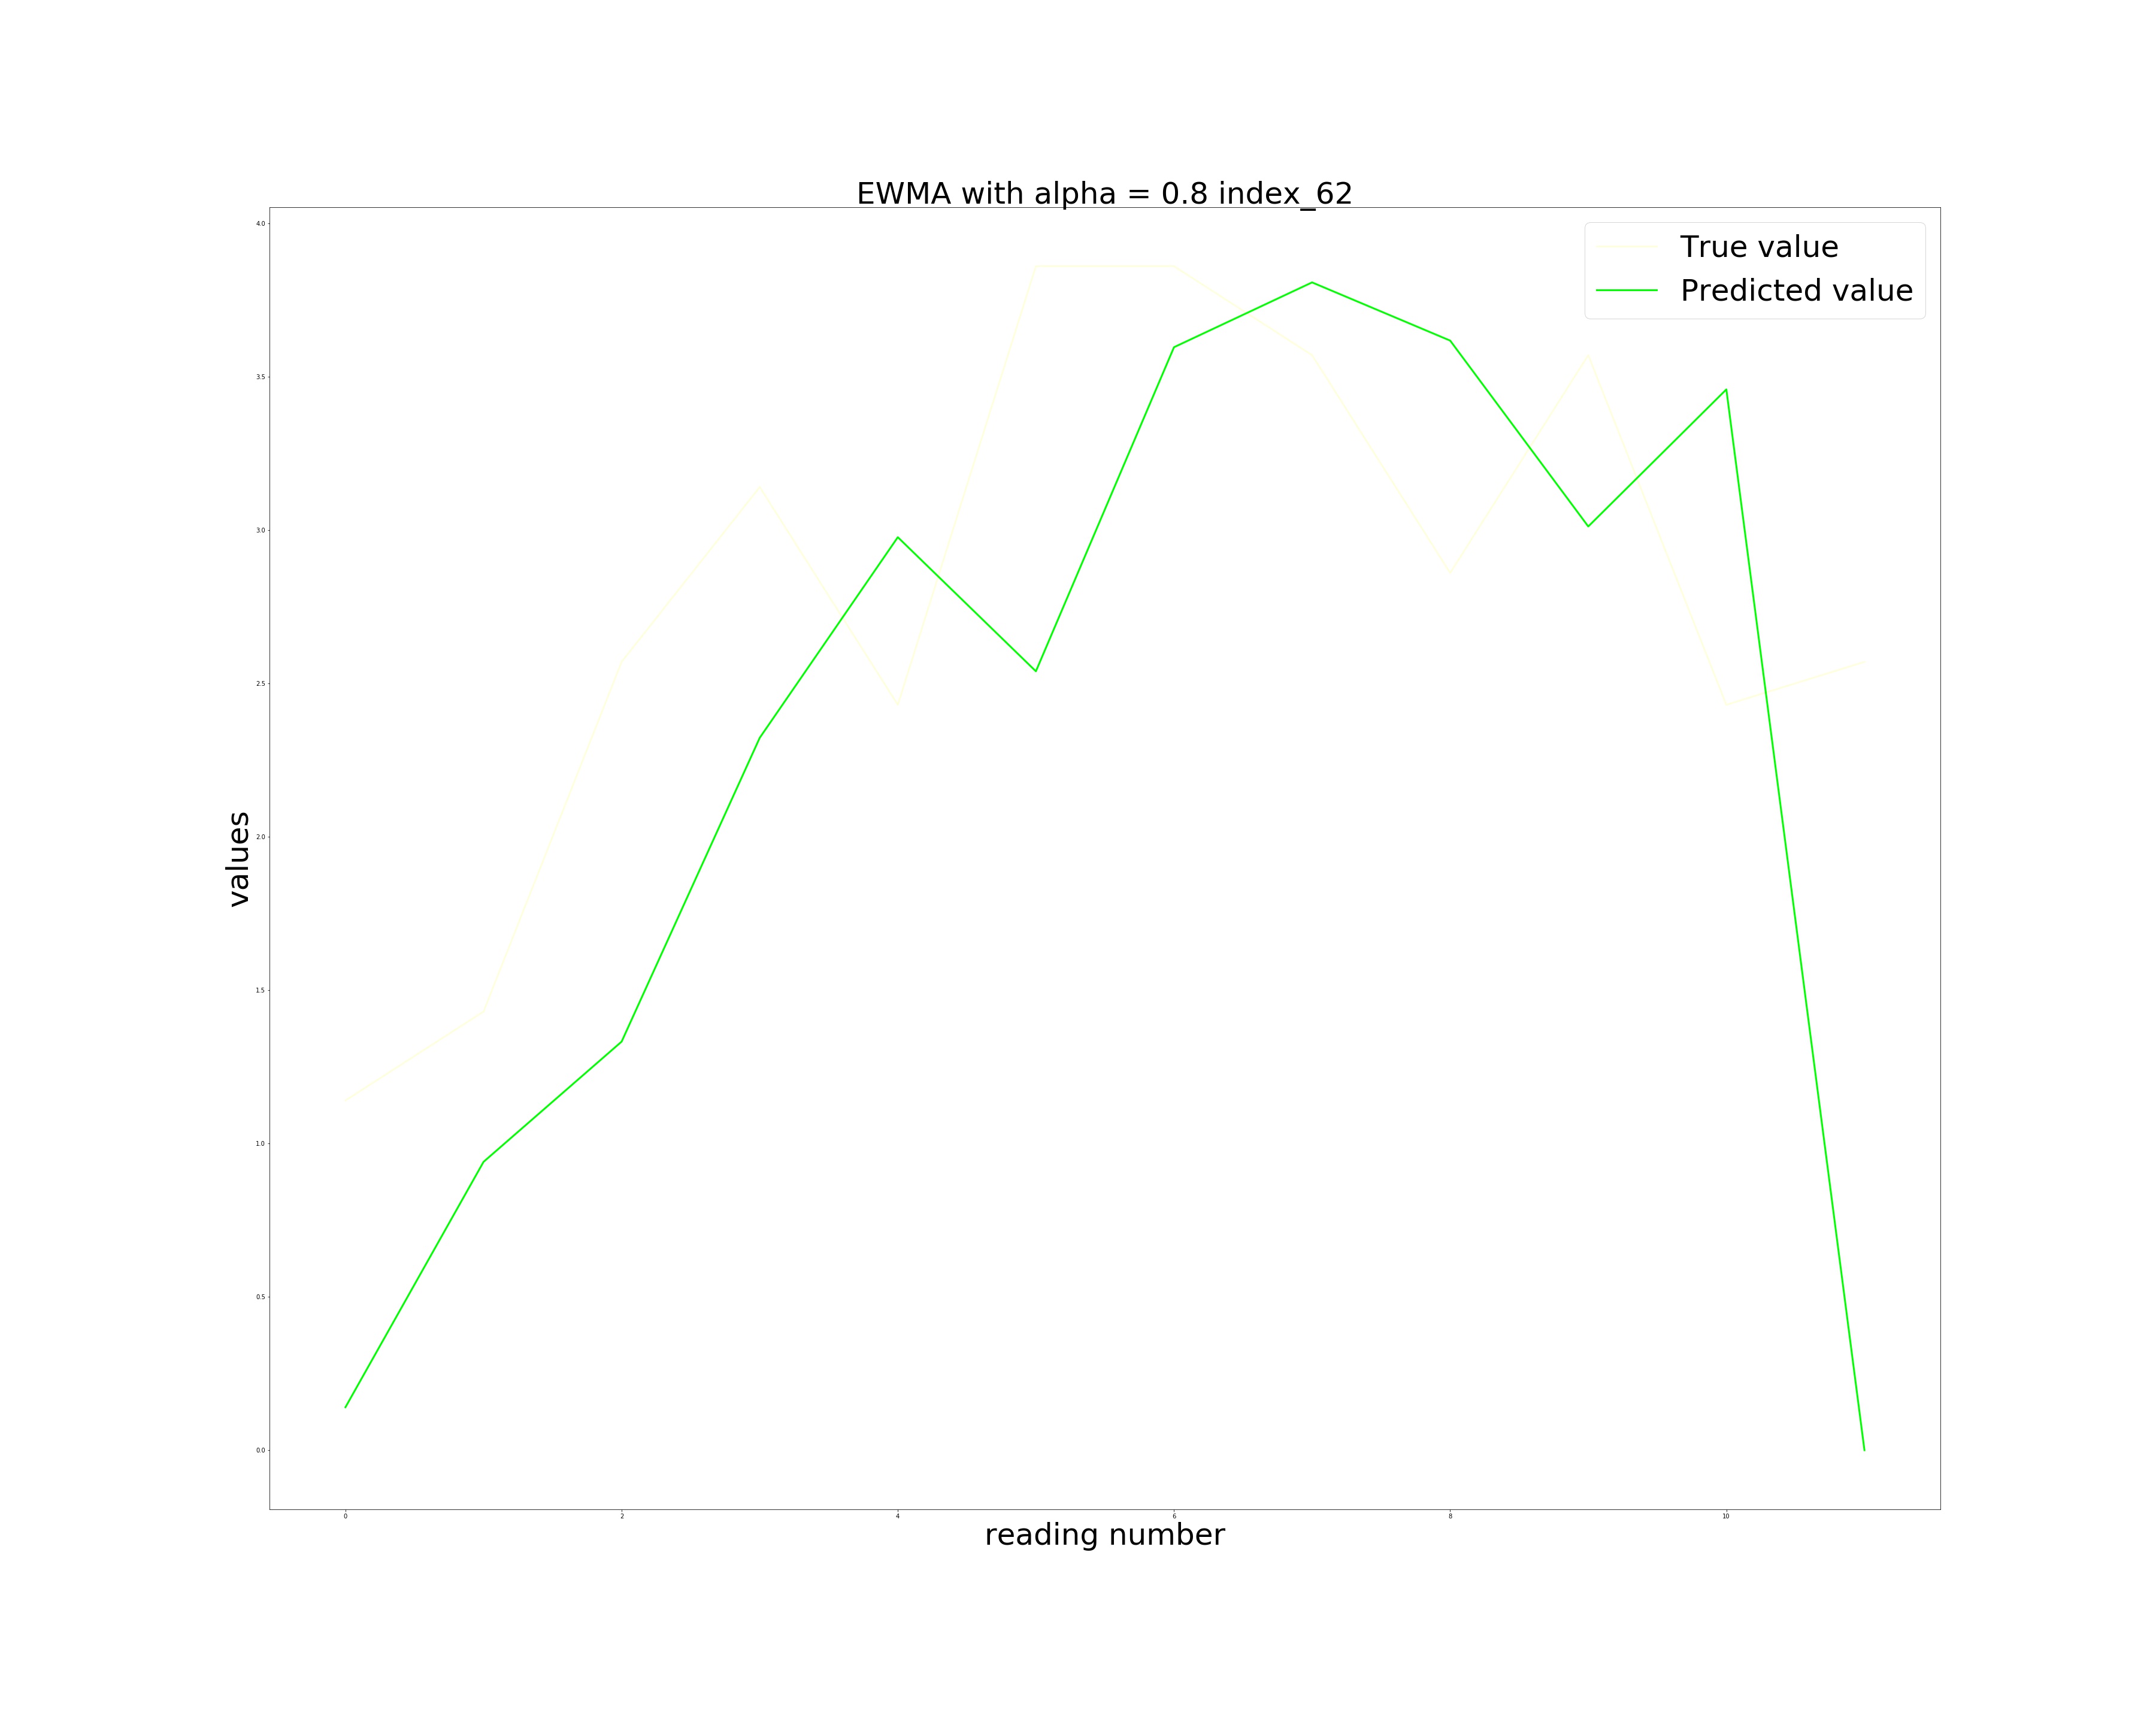 EWMA with alpha = 0.8 index_62
True value
Predicted value
4.0
3.5
3.0
2.5
2.0
1.5
1.0
0.5
0.0
values
0 2 4 6 8 10
reading number